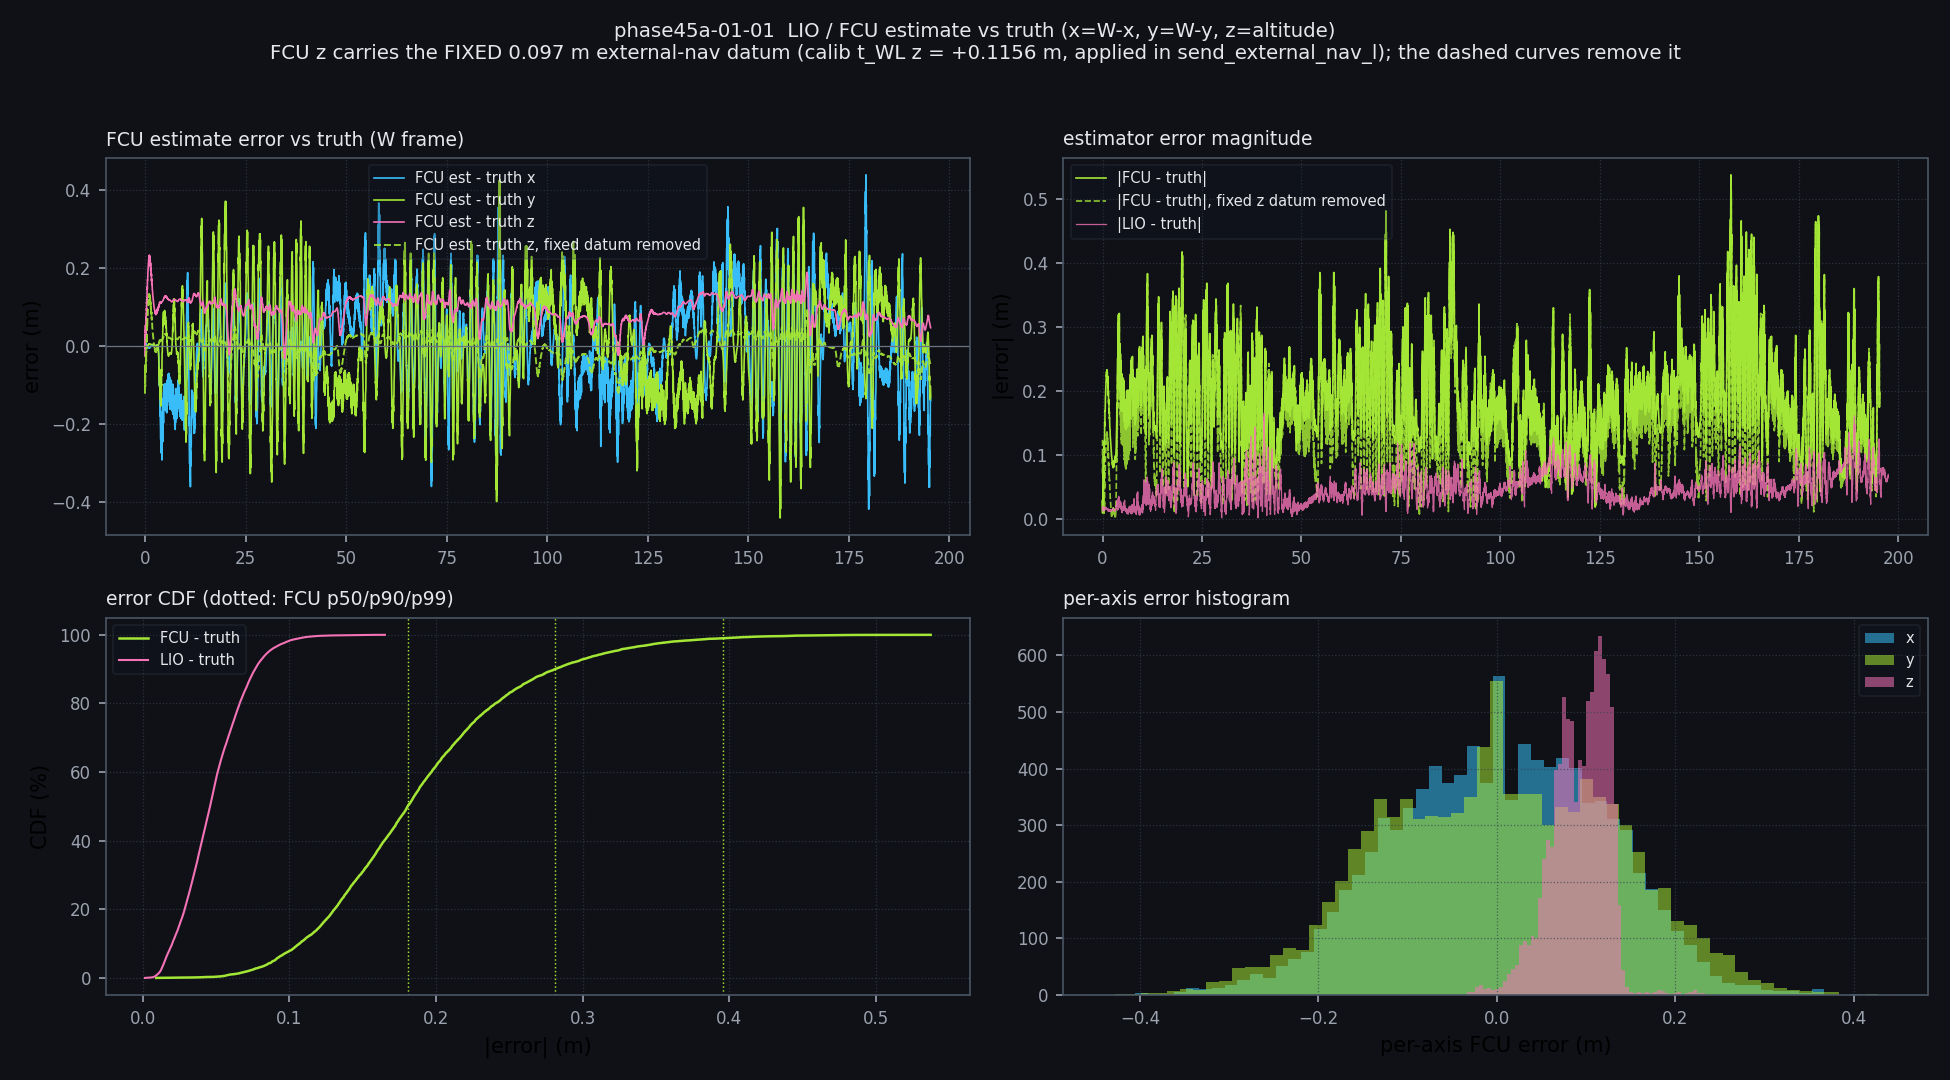 phase45a-01-01  LIO / FCU estimate vs truth (x=W-x, y=W-y, z=altitude)
FCU z carries the FIXED 0.097 m external-nav datum (calib t_WL z = +0.1156 m, applied in send_external_nav_l); the dashed curves remove it
FCU estimate error vs truth (W frame)
error (m)
0.4
0.2
0.0
−0.2
−0.4
FCU est - truth x
FCU est - truth y
FCU est - truth z
FCU est - truth z, fixed datum removed
0 25 50 75 100 125 150 175 200
estimator error magnitude
|error| (m)
0.5
0.4
0.3
0.2
0.1
0.0
|FCU - truth|
|FCU - truth|, fixed z datum removed
|LIO - truth|
0 25 50 75 100 125 150 175 200
error CDF (dotted: FCU p50/p90/p99)
CDF (%)
100
80
60
40
20
0
FCU - truth
LIO - truth
0.0 0.1 0.2 0.3 0.4 0.5
|error| (m)
per-axis error histogram
600
500
400
300
200
100
0
x
y
z
−0.4 −0.2 0.0 0.2 0.4
per-axis FCU error (m)